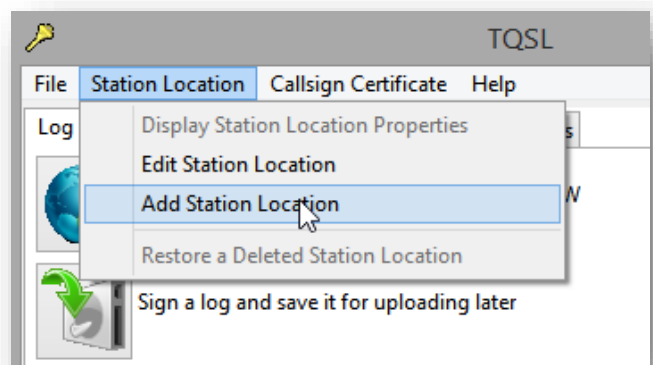 TQSL
File Station Location Callsign Certificate Help
Log
Display Station Location Properties
Edit Station Location
Add Station Location
Restore a Deleted Station Location
Sign a log and save it for uploading later